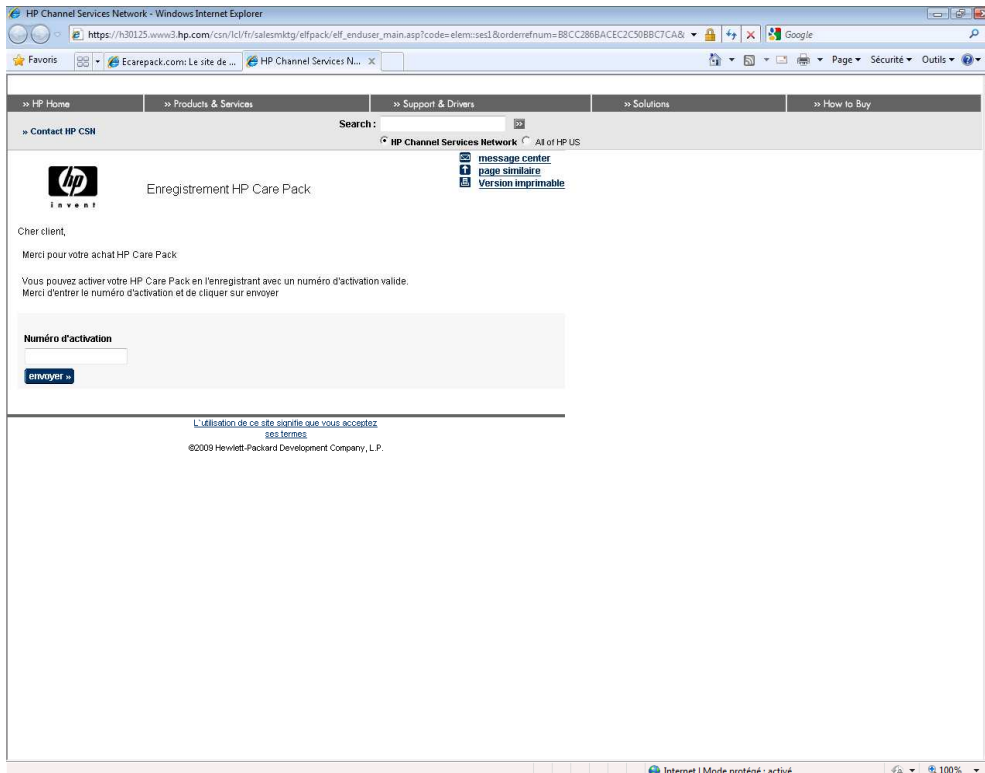 HP Channel Services Network - Windows Internet Explorer
https://h30125.www3.hp.com/csn/lcl/fr/salesmktg/elfpack/elf_enduser_main.asp?code=elem::ses1&orderrefnum=B8CC286BACEC2C50BBC7CA& Google
Favoris Ecarepack.com: Le site de ... HP Channel Services N... X Page Sécurité Outils
» HP Home » Products & Services » Support & Drivers » Solutions » How to Buy
» Contact HP CSN
Search : »
HP Channel Services Network All of HP US
message center
page similaire
Version imprimable
hp
invent
Enregistrement HP Care Pack
Cher client,
Merci pour votre achat HP Care Pack
Vous pouvez activer votre HP Care Pack en l'enregistrant avec un numéro d'activation valide.
Merci d'entrer le numéro d'activation et de cliquer sur envoyer
Numéro d'activation
envoyer »
L`utilisation de ce site signifie que vous acceptez
ses termes
©2009 Hewlett-Packard Development Company, L.P.
Internet | Mode protégé : activé 100%